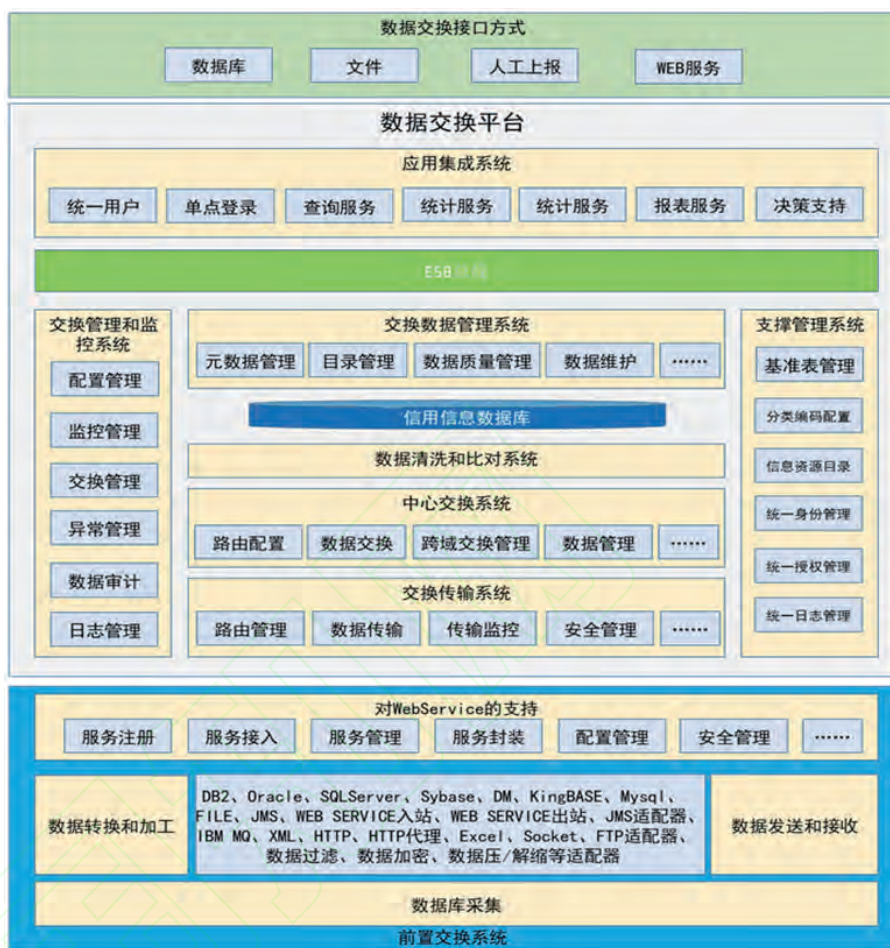 数据交换接口方式
数据库
文件
人工上报
WEB服务
数据交换平台
应用集成系统
统一用户
单点登录
查询服务
统计服务
统计服务
报表服务
决策支持
ESB
交换管理和监
控系统
配置管理
监控管理
交换管理
异常管理
数据审计
日志管理
交换数据管理系统
元数据管理
目录管理
数据质量管理
数据维护
……
信用信息数据库
数据清洗和比对系统
中心交换系统
路由配置
数据交换
跨域交换管理
数据管理
……
交换传输系统
路由管理
数据传输
传输监控
安全管理
……
支撑管理系统
基准表管理
分类编码配置
信息资源目录
统一身份管理
统一授权管理
统一日志管理
对WebService的支持
服务注册
服务接入
服务管理
服务封装
配置管理
安全管理
……
数据转换和加工
DB2、Oracle、SQLServer、Sybase、DM、KingBASE、Mysql、
FILE、JMS、WEB SERVICE入站、WEB SERVICE出站、JMS适配器、
IBM MQ、XML、HTTP、HTTP代理、Excel、Socket、FTP适配器、
数据过滤、数据加密、数据压/解缩等适配器
数据发送和接收
数据库采集
前置交换系统